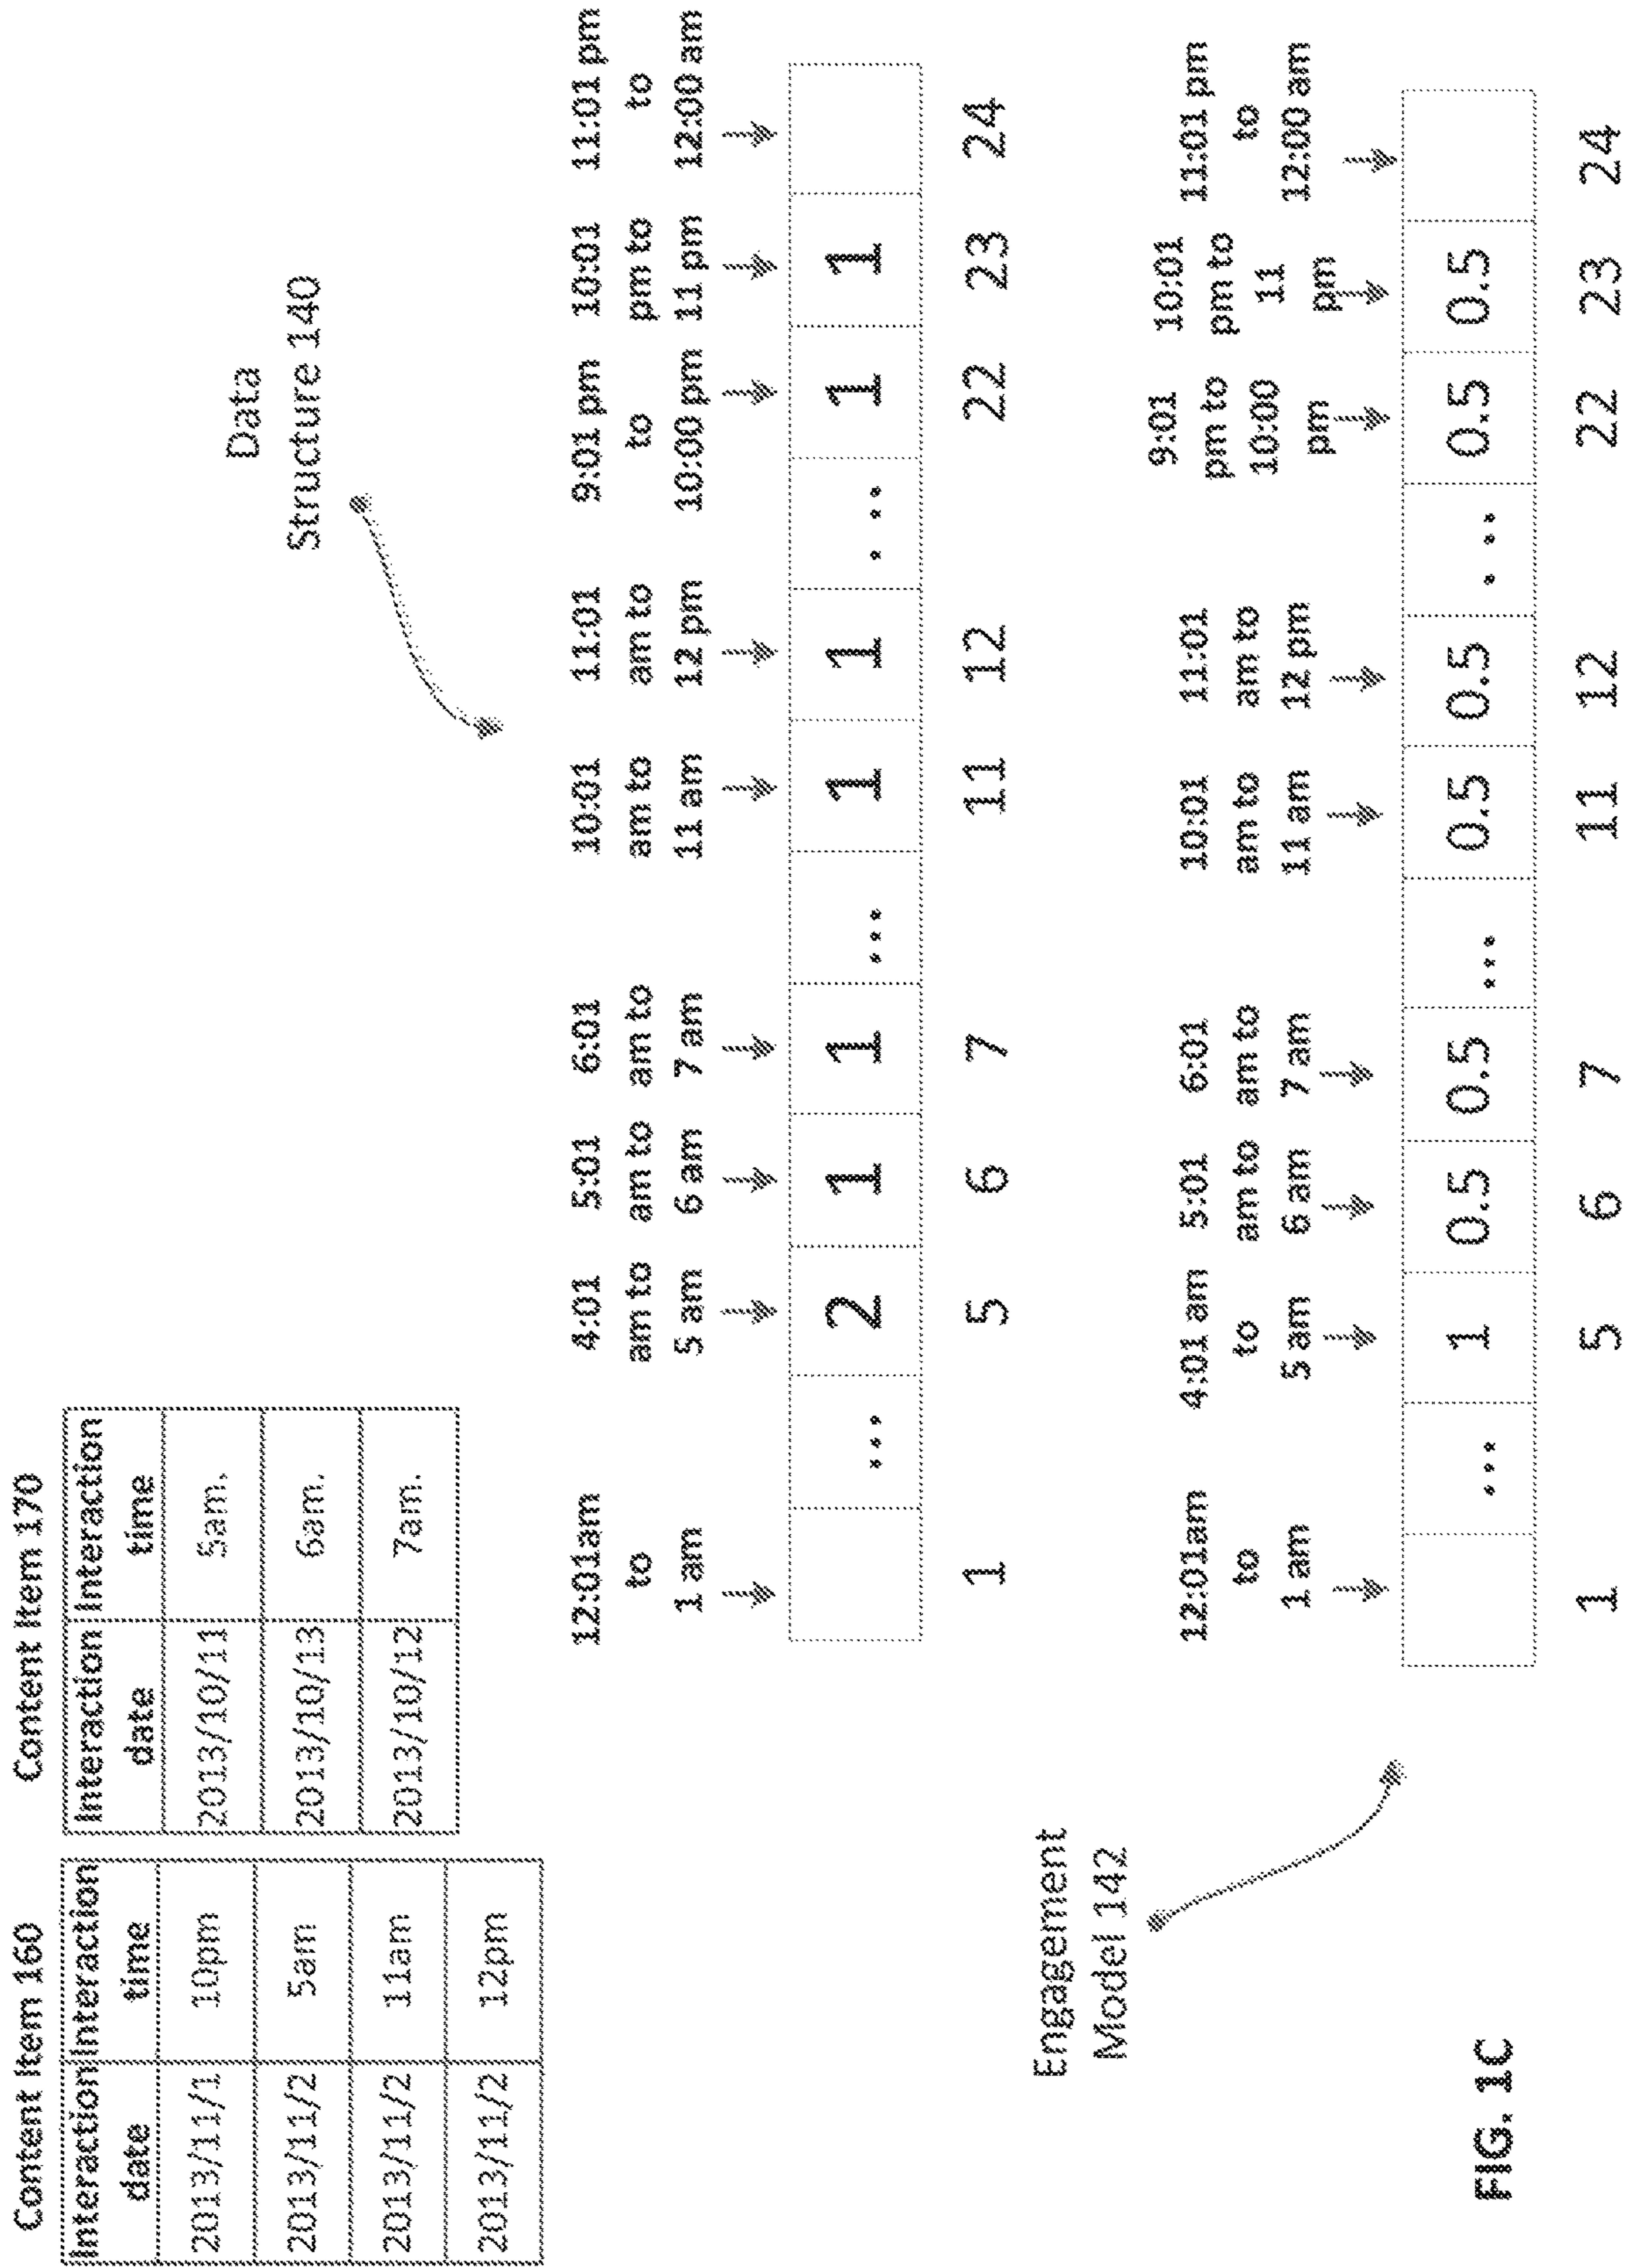 Content Item 160
Interaction date Interaction time
2013/11/1 10pm
2013/11/2 5am
2013/11/2 11am
2013/11/2 12pm
Content Item 170
Interaction date Interaction time
2013/10/11 5am.
2013/10/13 6am.
2013/10/12 7am.
Data
Structure 140
12:01am 4:01 5:01 6:01 10:01 11:01 9:01 pm 10:01 11:01 pm
to am to am to am to am to am to to pm to to
1 am 5 am 6 am 7 am 11 am 12 pm 10:00 pm 11 pm 12:00 am
... 2 1 1 ... 1 1 ... 1 1
1 5 6 7 11 12 22 23 24
Engagement
Model 142
12:01am 4:01 am 5:01 6:01 10:01 11:01 9:01 10:01 11:01 pm
to to am to am to am to am to pm to pm to to
1 am 5 am 6 am 7 am 11 am 12 pm 10:00 11 12:00 am
pm pm
... 1 0.5 0.5 ... 0.5 0.5 ... 0.5 0.5
1 5 6 7 11 12 22 23 24
FIG. 1C